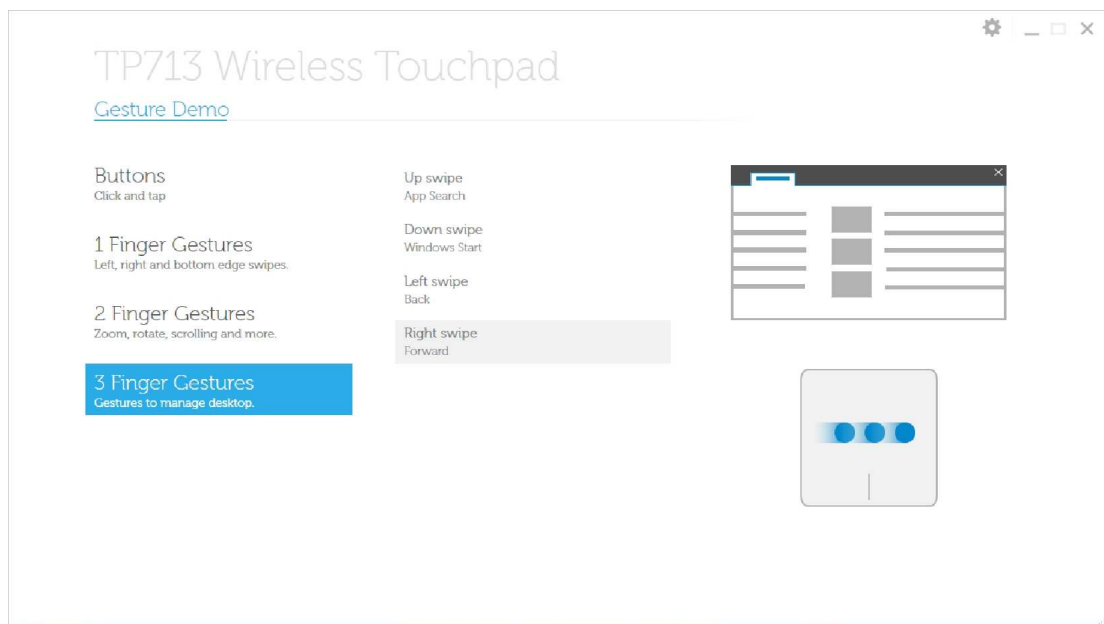 TP713 Wireless Touchpad
Gesture Demo
Buttons
Click and tap
1 Finger Gestures
Left, right and bottom edge swipes.
2 Finger Gestures
Zoom, rotate, scrolling and more.
3 Finger Gestures
Gestures to manage desktop.
Up swipe
App Search
Down swipe
Windows Start
Left swipe
Back
Right swipe
Forward